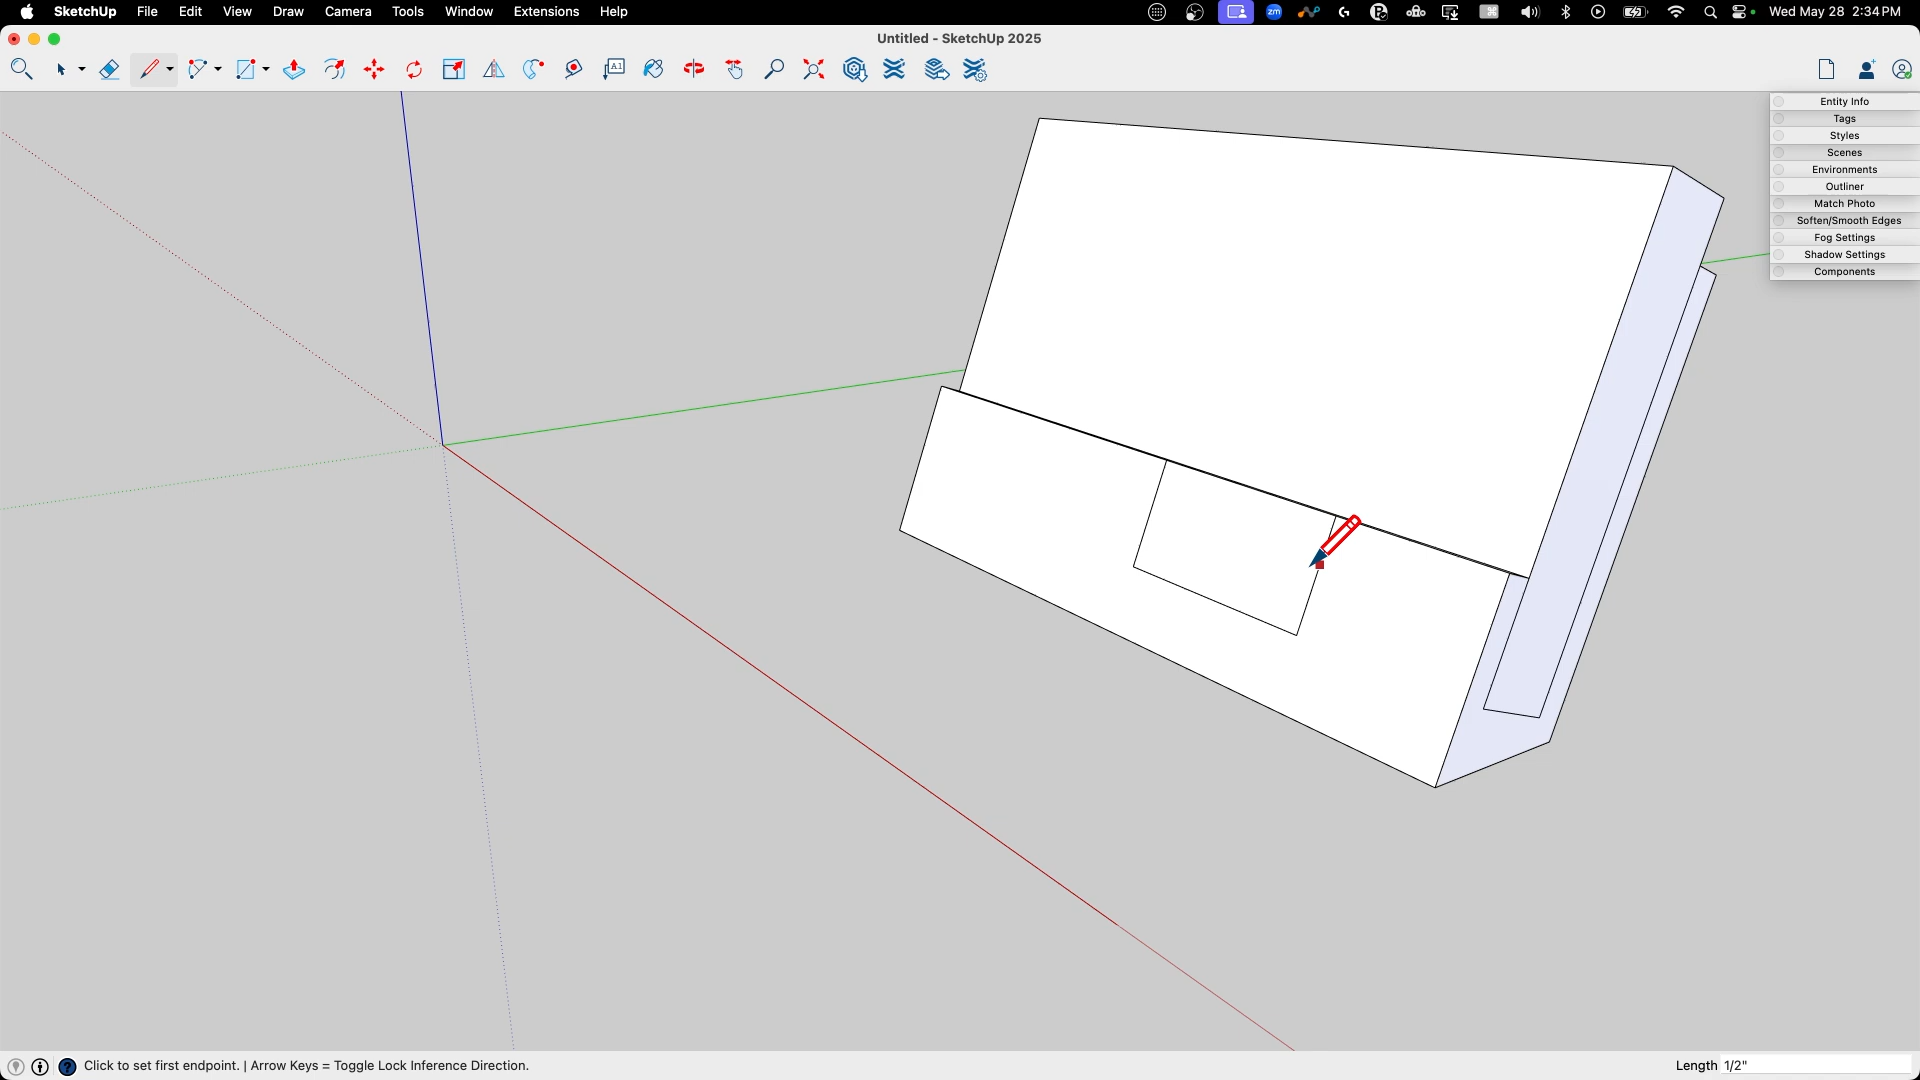 SketchUp File Edit View Draw Camera Tools Window Extensions Help zm Wed May 28 2:34 PM
Untitled - SketchUp 2025
A1
Entity Info
Tags
Styles
Scenes
Environments
Outliner
Match Photo
Soften/Smooth Edges
Fog Settings
Shadow Settings
Components
Click to set first endpoint. | Arrow Keys = Toggle Lock Inference Direction. Length 1/2"